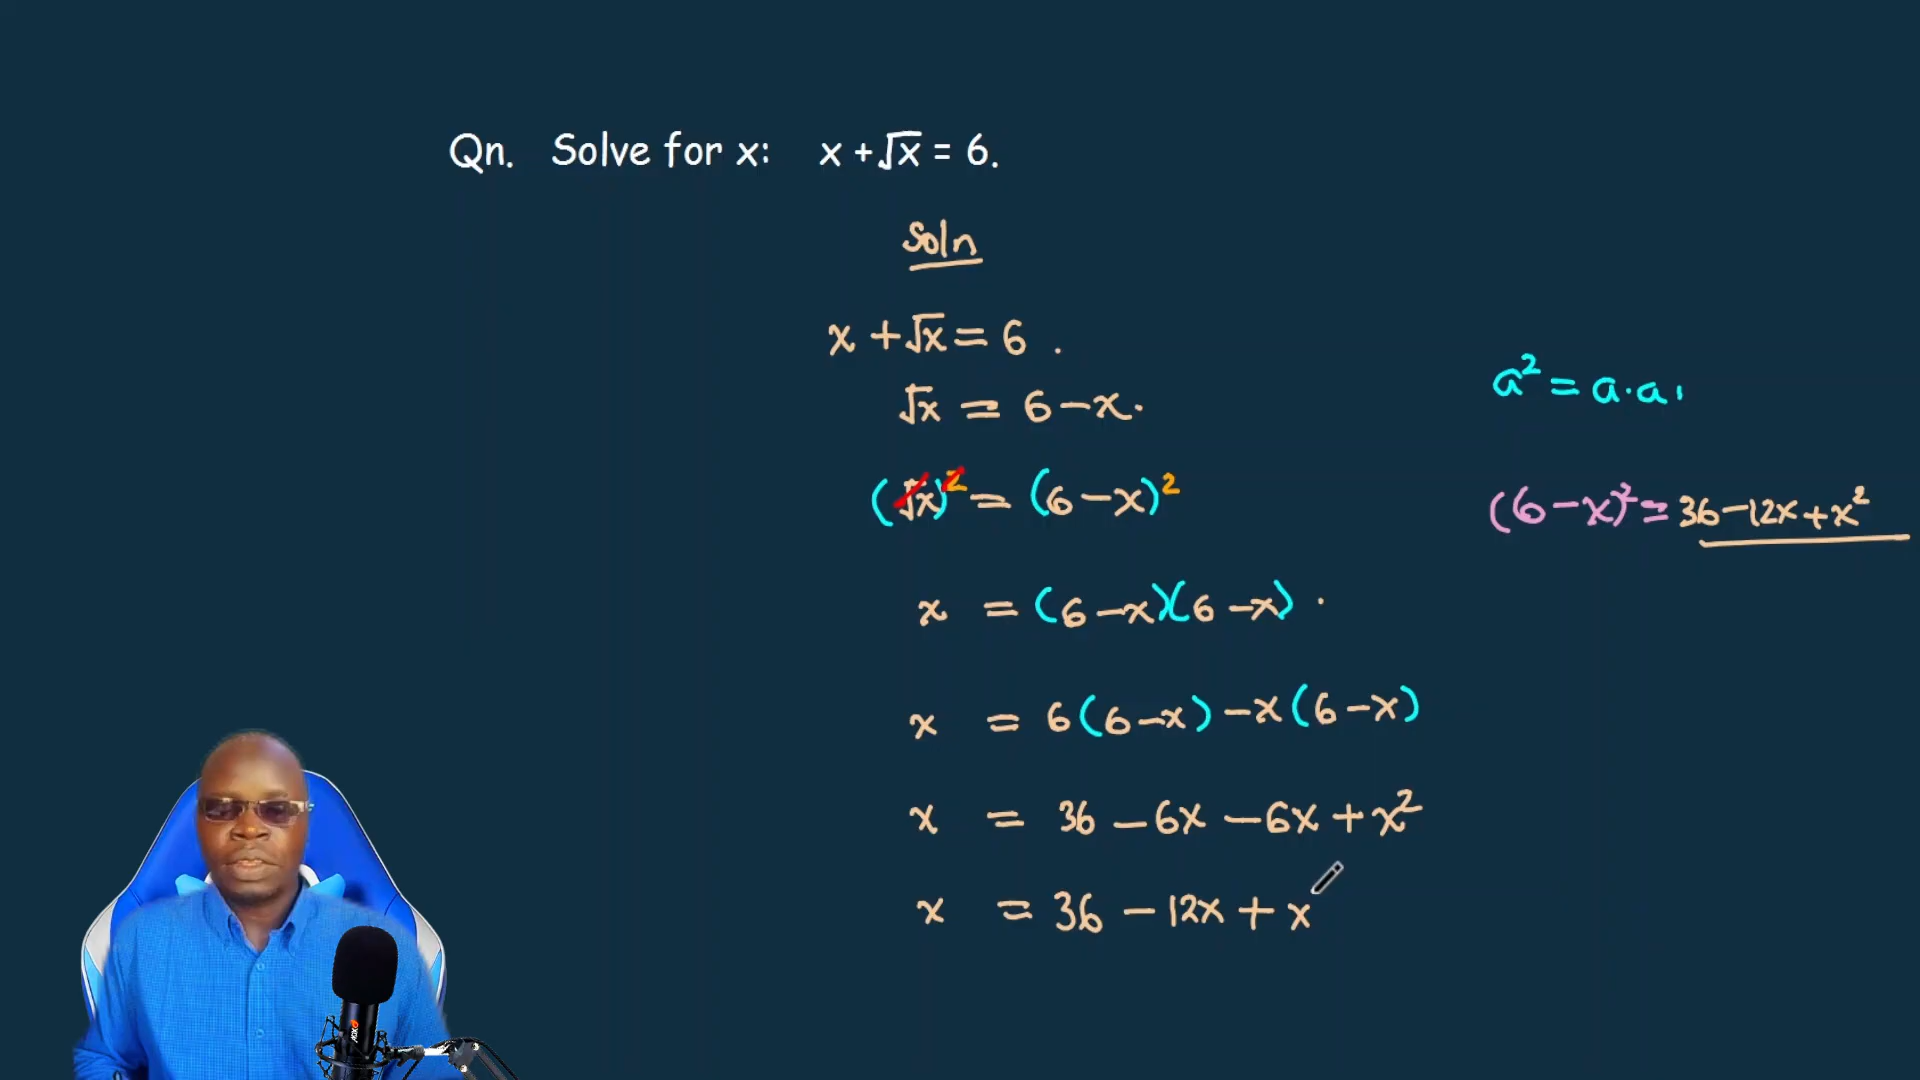 Qn. Solve for x: x + √x = 6.
Soln
x + √x = 6 .
√x = 6 - x.
(√x)² = (6 - x)²
x = (6 - x)(6 - x) .
x = 6(6 - x) - x(6 - x)
x = 36 - 6x - 6x + x²
x = 36 - 12x + x
a² = a.a.
(6 - x)² = 36 - 12x + x²